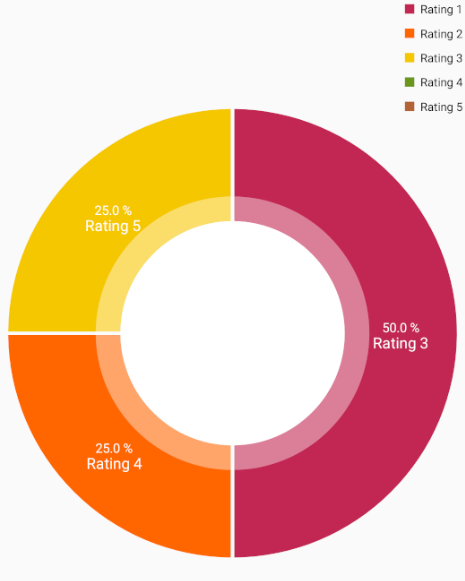 Rating 1
Rating 2
Rating 3
Rating 4
Rating 5
25.0 %
Rating 5
50.0 %
Rating 3
25.0 %
Rating 4